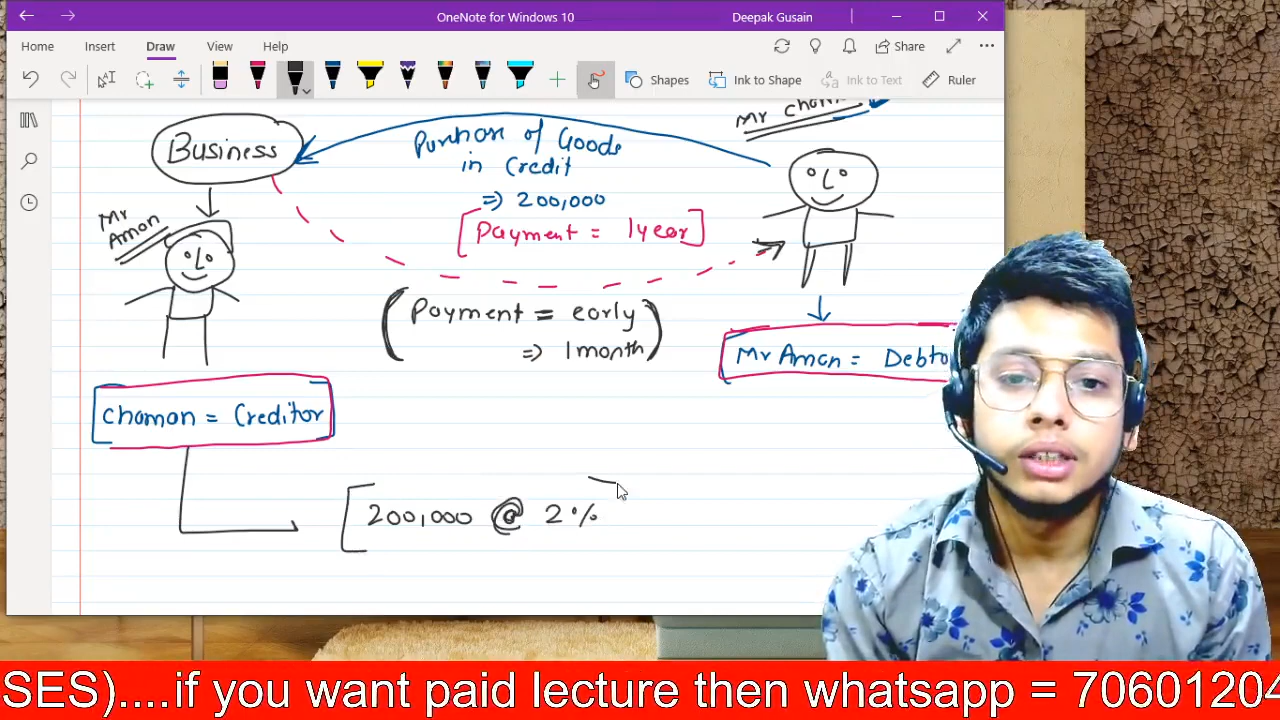 OneNote for Windows 10
Deepak Gusain
Home Insert Draw View Help
Share
Shapes
Ink to Shape
Ink to Text
Ruler
Mr
Business
Purchase of Goods
in Credit
=> 200,000
[Payment = 1year]
Mr
Aman
(Payment = early
=> 1month)
Mr Aman = Debto
Chaman = Creditor
[200,000 @ 2%
SES)....if you want paid lecture then whatsapp = 70601204